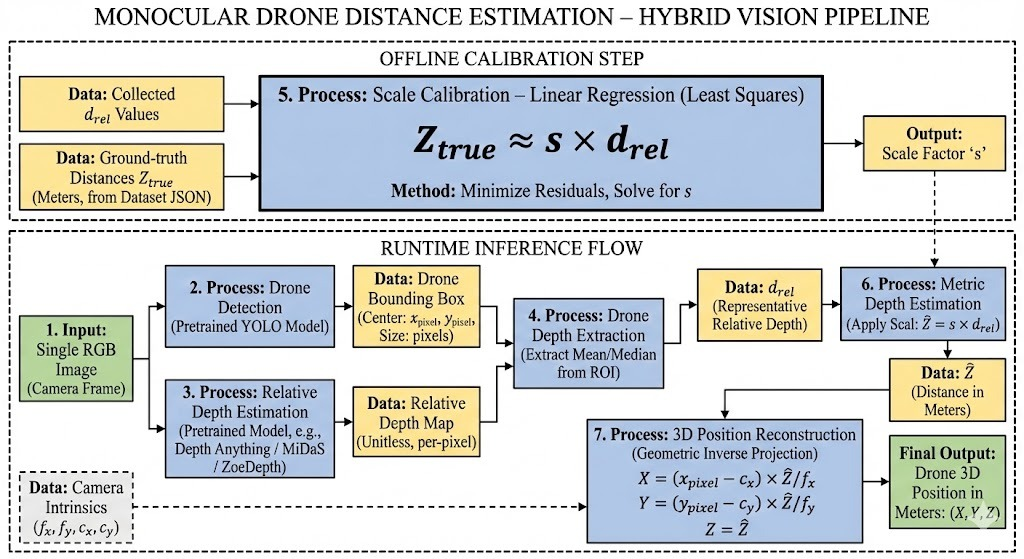 MONOCULAR DRONE DISTANCE ESTIMATION – HYBRID VISION PIPELINE
OFFLINE CALIBRATION STEP
Data: Collected
d_rel Values
Data: Ground-truth
Distances Z_true
(Meters, from Dataset JSON)
5. Process: Scale Calibration – Linear Regression (Least Squares)
Z_true ≈ s × d_rel
Method: Minimize Residuals, Solve for s
Output:
Scale Factor ‘s’
RUNTIME INFERENCE FLOW
1. Input:
Single RGB
Image
(Camera Frame)
2. Process: Drone
Detection
(Pretrained YOLO Model)
Data: Drone
Bounding Box
(Center: x_pixel, y_pixel,
Size: pixels)
3. Process: Relative
Depth Estimation
(Pretrained Model, e.g.,
Depth Anything / MiDaS
/ ZoeDepth)
Data: Relative
Depth Map
(Unitless, per-pixel)
4. Process: Drone
Depth Extraction
(Extract Mean/Median
from ROI)
Data: d_rel
(Representative
Relative Depth)
6. Process: Metric
Depth Estimation
(Apply Scal: Ẑ = s × d_rel)
Data: Ẑ
(Distance in
Meters)
Data: Camera
Intrinsics
(f_x, f_y, c_x, c_y)
7. Process: 3D Position Reconstruction
(Geometric Inverse Projection)
X = (x_pixel − c_x) × Ẑ/f_x
Y = (y_pixel − c_y) × Ẑ/f_y
Z = Ẑ
Final Output:
Drone 3D
Position in
Meters: (X, Y, Z)